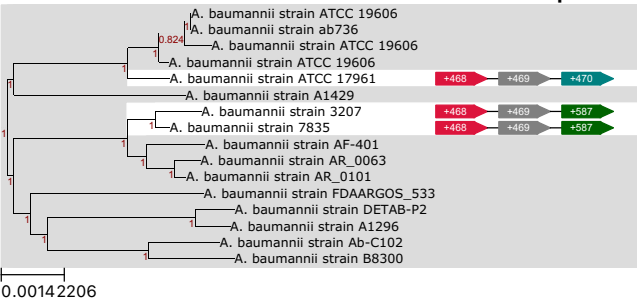 A. baumannii strain ATCC 19606
1
A. baumannii strain ab736
0.824
A. baumannii strain ATCC 19606
1
A. baumannii strain ATCC 19606
1
A. baumannii strain ATCC 17961 +468 +469 +470
A. baumannii strain A1429
1
A. baumannii strain 3207 +468 +469 +587
1
A. baumannii strain 7835 +468 +469 +587
1
A. baumannii strain AF-401
1
A. baumannii strain AR_0063
1
A. baumannii strain AR_0101
1
A. baumannii strain FDAARGOS_533
A. baumannii strain DETAB-P2
1
1
A. baumannii strain A1296
1
A. baumannii strain Ab-C102
1
A. baumannii strain B8300
0.00142206